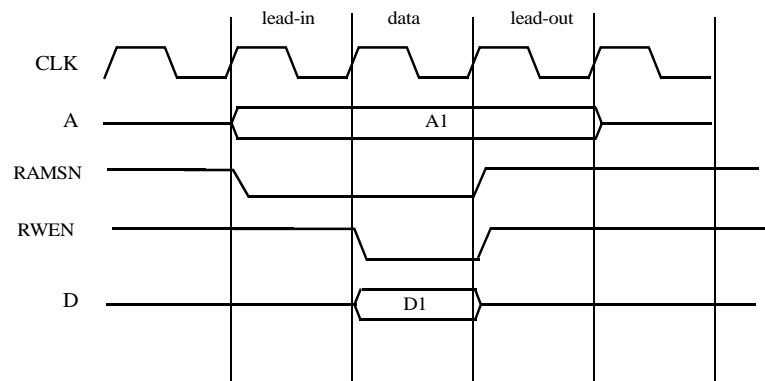 lead-in data lead-out
CLK
A A1
RAMSN
RWEN
D D1